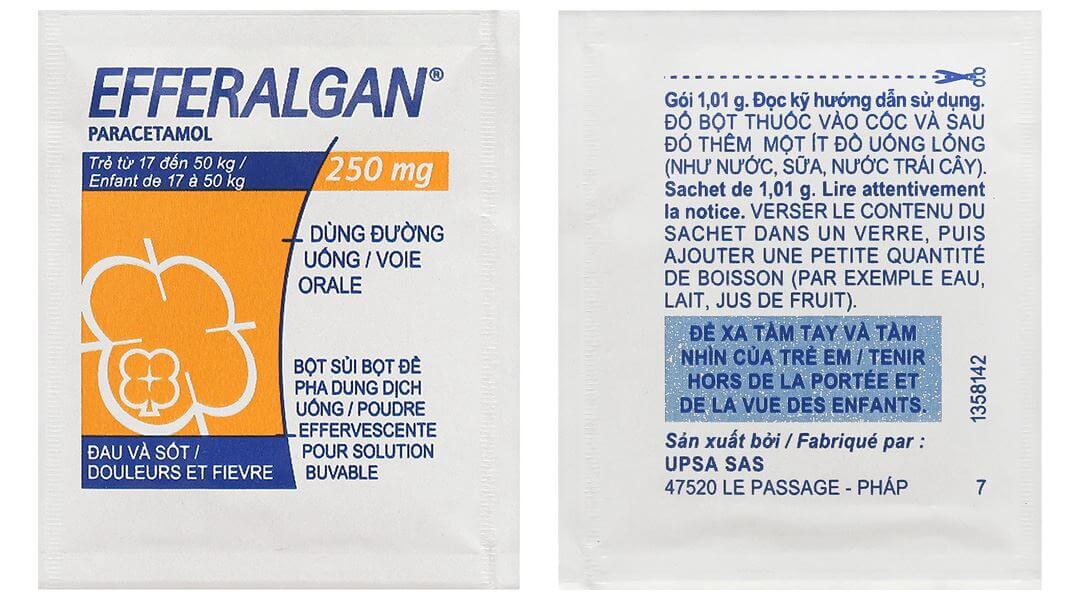 EFFERALGAN®
PARACETAMOL
Trẻ từ 17 đến 50 kg /
Enfant de 17 à 50 kg
250 mg
DÙNG ĐƯỜNG
UỐNG / VOIE
ORALE
BỘT SỦI BỌT ĐỂ
PHA DUNG DỊCH
UỐNG / POUDRE
EFFERVESCENTE
POUR SOLUTION
BUVABLE
ĐAU VÀ SỐT /
DOULEURS ET FIEVRE
Gói 1,01 g. Đọc kỹ hướng dẫn sử dụng.
ĐỔ BỘT THUỐC VÀO CỐC VÀ SAU
ĐÓ THÊM MỘT ÍT ĐỒ UỐNG LỎNG
(NHƯ NƯỚC, SỮA, NƯỚC TRÁI CÂY).
Sachet de 1,01 g. Lire attentivement
la notice. VERSER LE CONTENU DU
SACHET DANS UN VERRE, PUIS
AJOUTER UNE PETITE QUANTITÉ
DE BOISSON (PAR EXEMPLE EAU,
LAIT, JUS DE FRUIT).
ĐỂ XA TẦM TAY VÀ TẦM
NHÌN CỦA TRẺ EM / TENIR
HORS DE LA PORTÉE ET
DE LA VUE DES ENFANTS.
1358142
Sản xuất bởi / Fabriqué par :
UPSA SAS
47520 LE PASSAGE - PHÁP
7